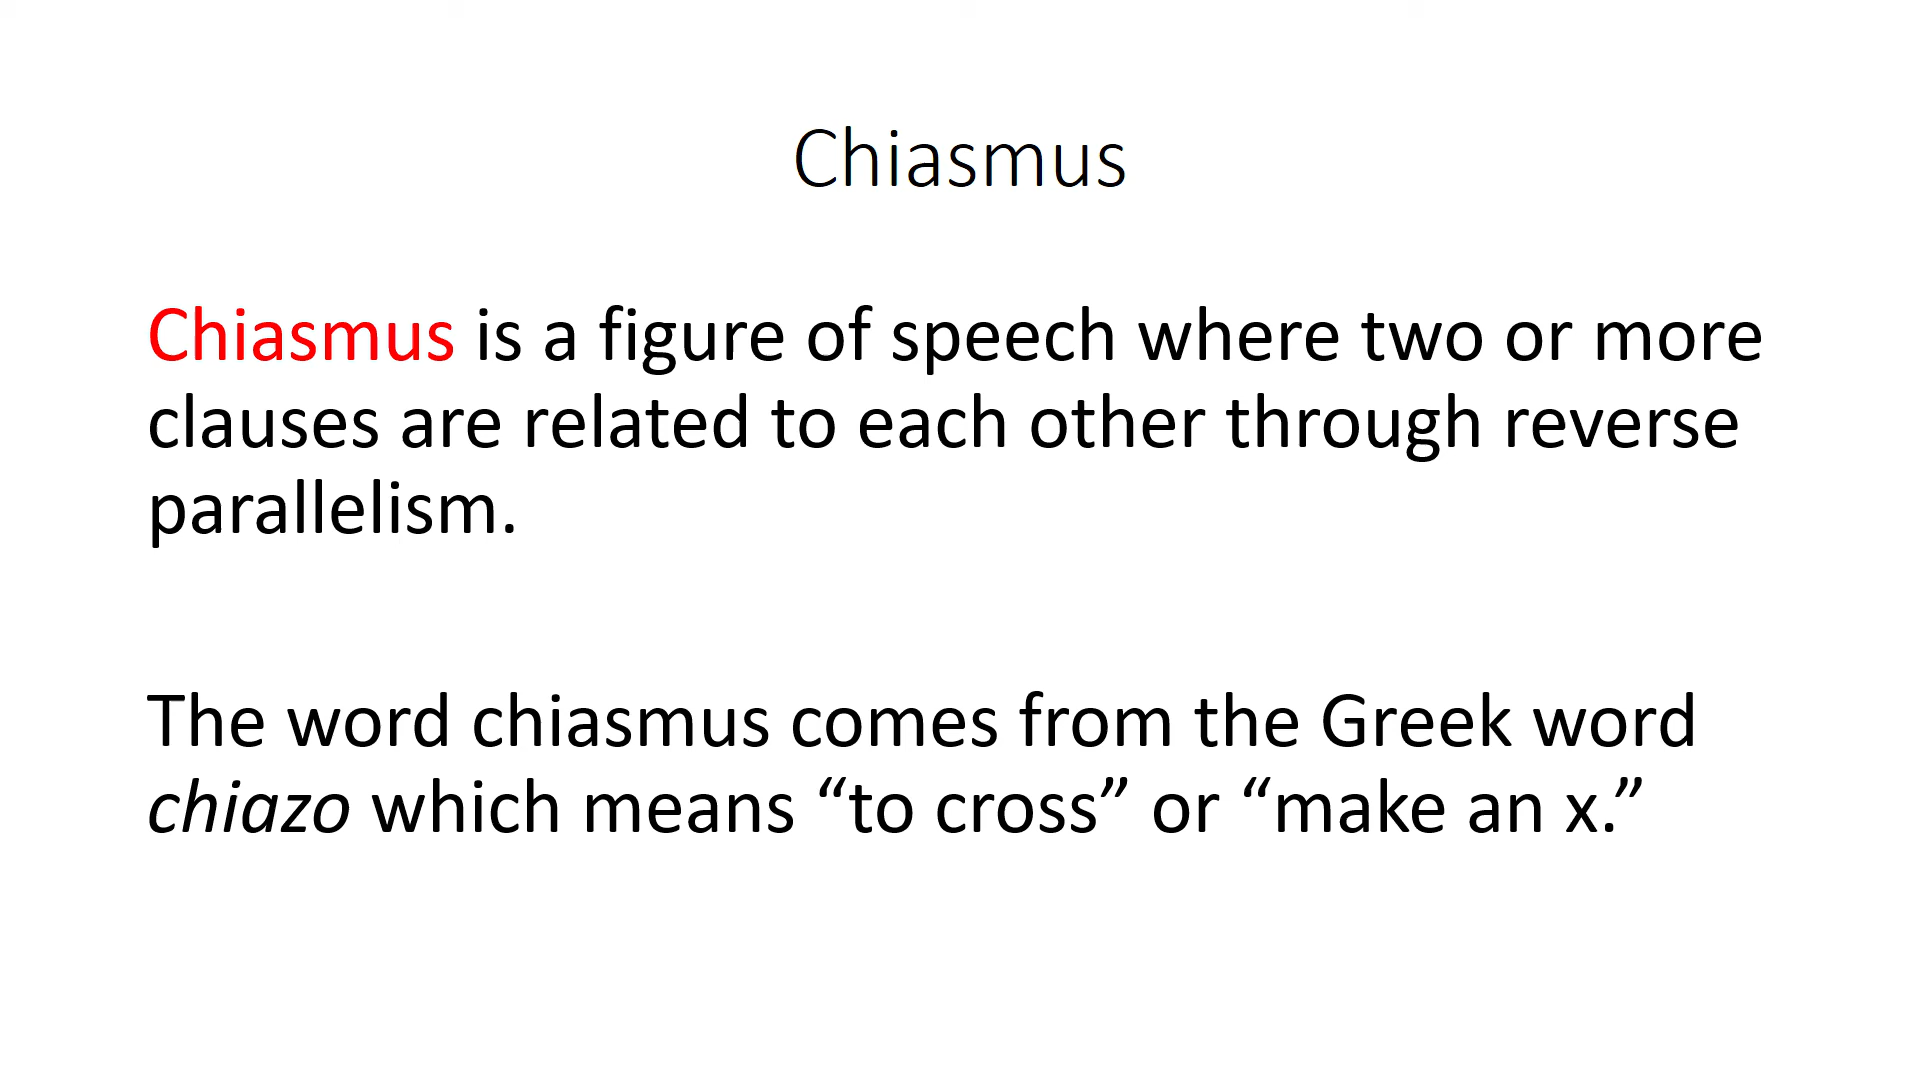 Chiasmus
Chiasmus is a figure of speech where two or more
clauses are related to each other through reverse
parallelism.
The word chiasmus comes from the Greek word
chiazo which means “to cross” or “make an x.”